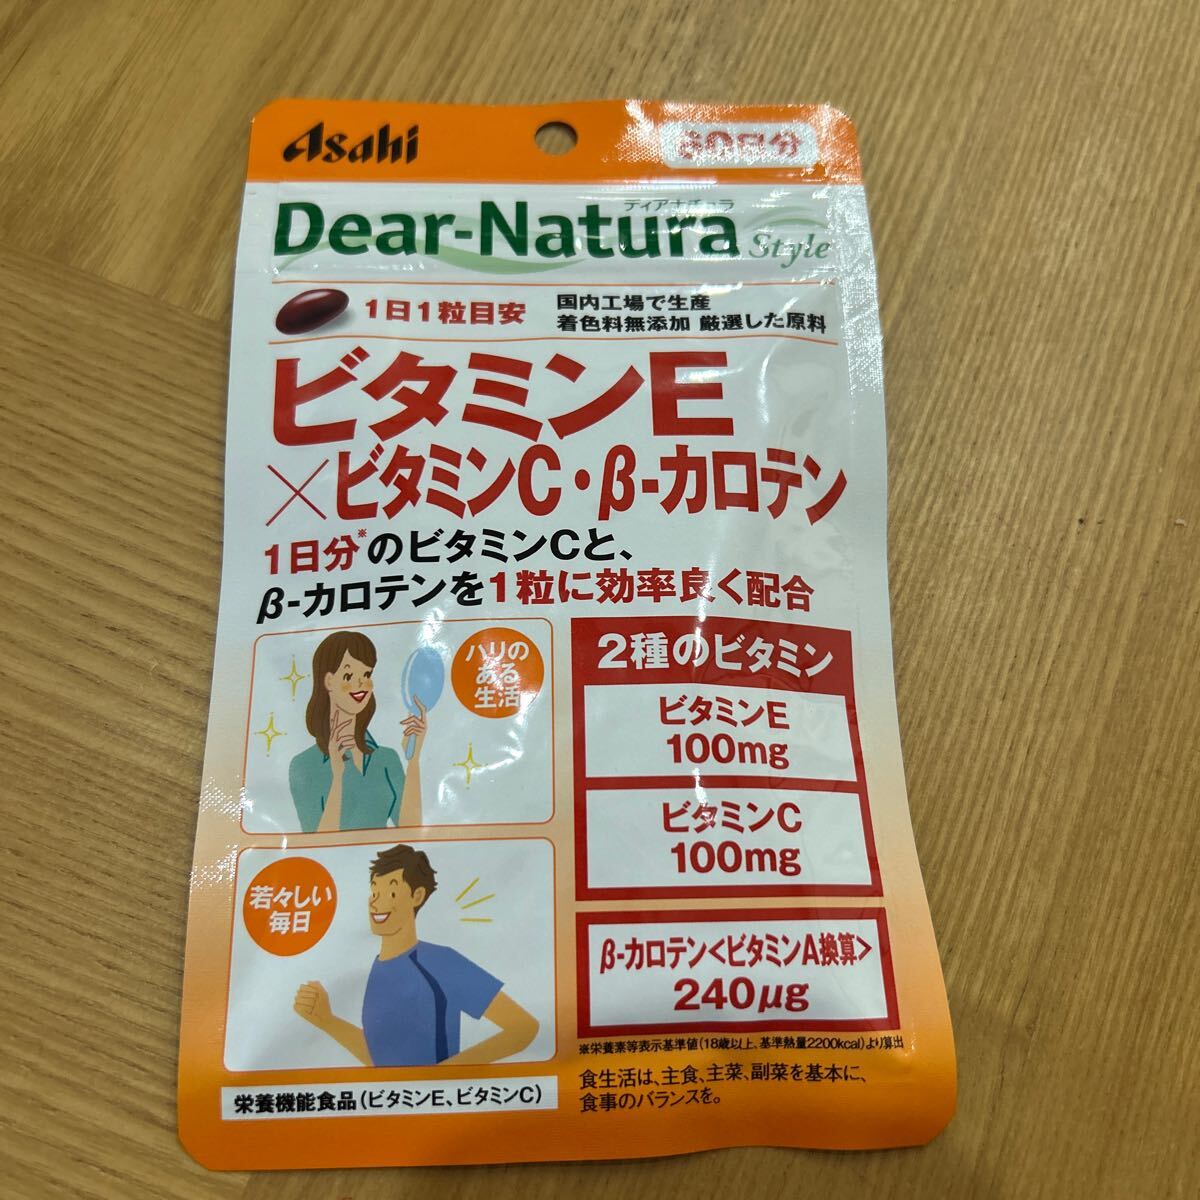 Asahi
60日分
ディアナチュラ
Dear-Natura Style
1日1粒目安
国内工場で生産
着色料無添加 厳選した原料
ビタミンE
×ビタミンC・β-カロテン
1日分※のビタミンCと、
β-カロテンを1粒に効率良く配合
ハリの
ある
生活
若々しい
毎日
栄養機能食品(ビタミンE、ビタミンC)
2種のビタミン
ビタミンE
100mg
ビタミンC
100mg
β-カロテン<ビタミンA換算>
240μg
※栄養素等表示基準値(18歳以上、基準熱量2200kcal)より算出
食生活は、主食、主菜、副菜を基本に、
食事のバランスを。